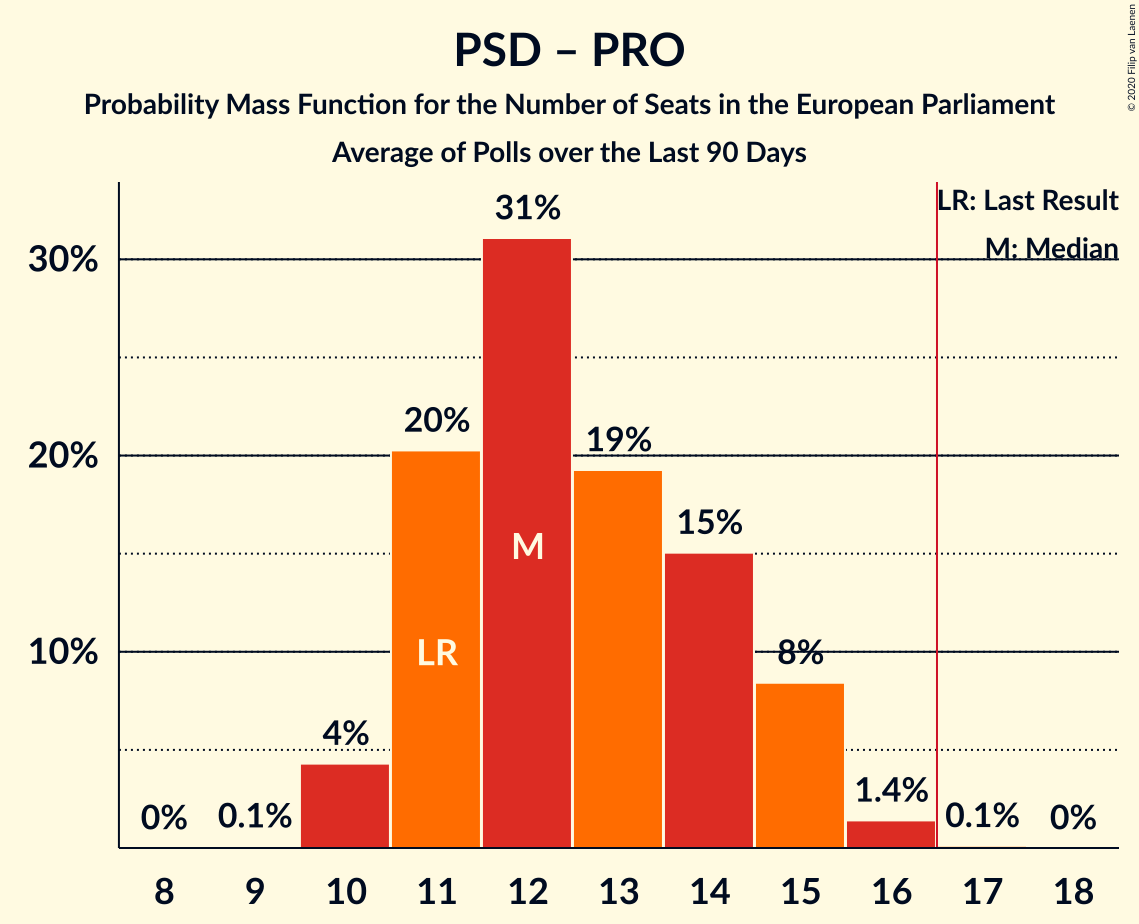 PSD – PRO
Probability Mass Function for the Number of Seats in the European Parliament
Average of Polls over the Last 90 Days
© 2020 Filip van Laenen
LR: Last Result
M: Median
30%
20%
10%
0%
0.1%
4%
20%
31%
19%
15%
8%
1.4%
0.1%
0%
LR
M
8 9 10 11 12 13 14 15 16 17 18